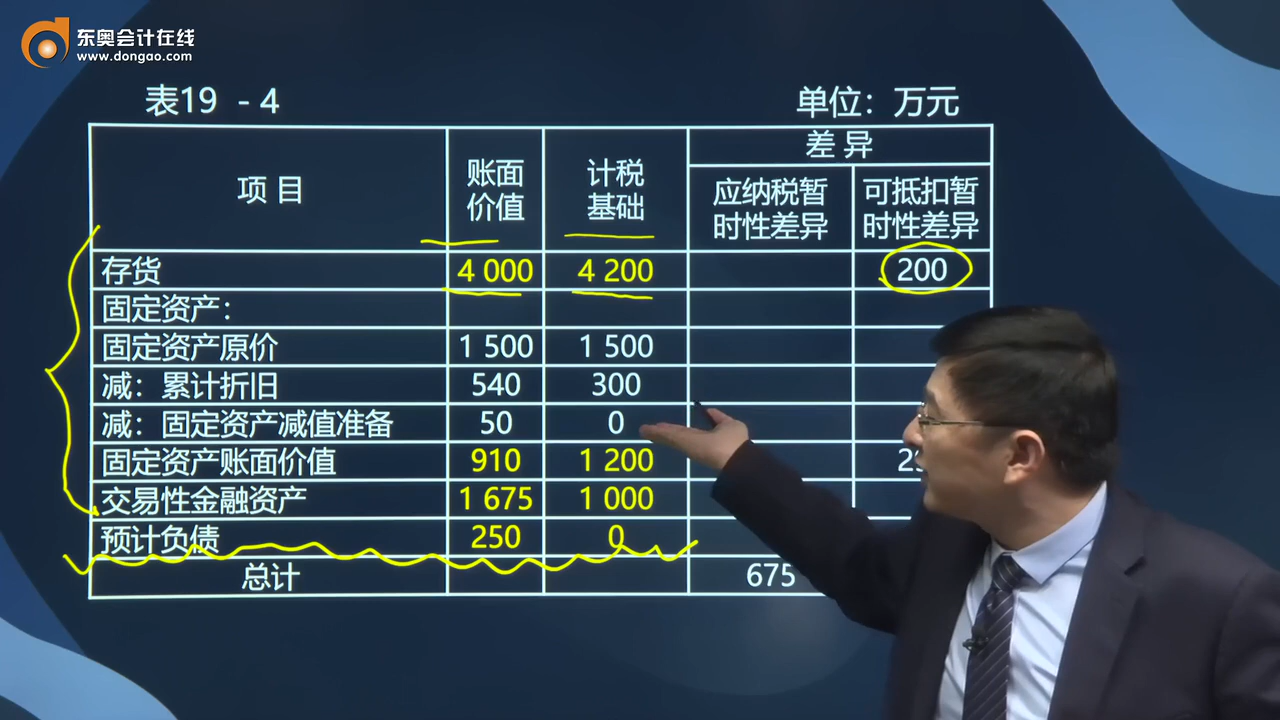 东奥会计在线
www.dongao.com
表19 - 4 单位：万元
项目 账面价值 计税基础 差异
应纳税暂时性差异 可抵扣暂时性差异
存货 4 000 4 200 200
固定资产：
固定资产原价 1 500 1 500
减：累计折旧 540 300
减：固定资产减值准备 50 0
固定资产账面价值 910 1 200
交易性金融资产 1 675 1 000
预计负债 250 0
总计 675